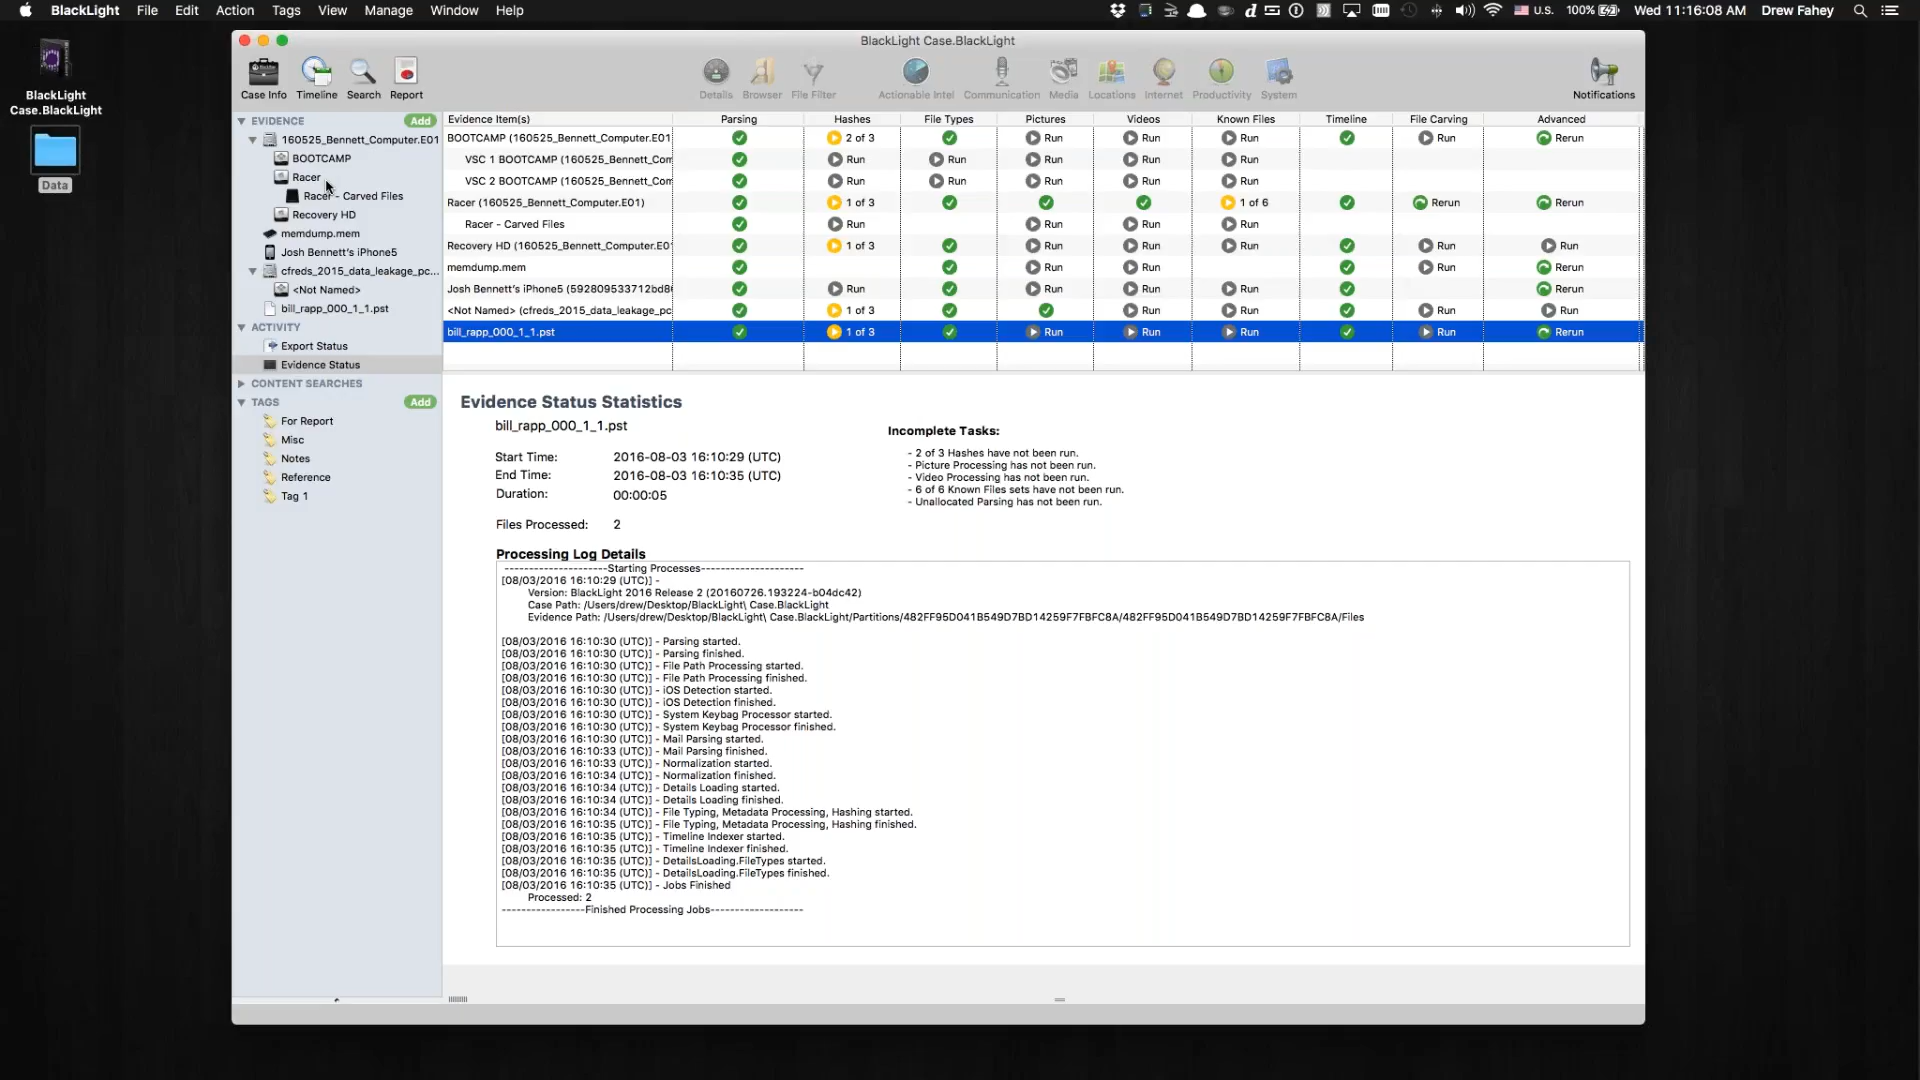 BlackLight File Edit Action Tags View Manage Window Help
U.S. 100% Wed 11:16:08 AM Drew Fahey
BlackLight
Case.BlackLight
Data
BlackLight Case.BlackLight
Case Info Timeline Search Report Details Browser File Filter Actionable Intel Communication Media Locations Internet Productivity System Notifications
EVIDENCE Add
160525_Bennett_Computer.E01
BOOTCAMP
Racer
Racer - Carved Files
Recovery HD
memdump.mem
Josh Bennett's iPhone5
cfreds_2015_data_leakage_pc...
<Not Named>
bill_rapp_000_1_1.pst
ACTIVITY
Export Status
Evidence Status
CONTENT SEARCHES
TAGS Add
For Report
Misc
Notes
Reference
Tag 1
Evidence Item(s) Parsing Hashes File Types Pictures Videos Known Files Timeline File Carving Advanced
BOOTCAMP (160525_Bennett_Computer.E01 2 of 3 Run Run Run Run Rerun
VSC 1 BOOTCAMP (160525_Bennett_Com Run Run Run Run Run
VSC 2 BOOTCAMP (160525_Bennett_Com Run Run Run Run Run
Racer (160525_Bennett_Computer.E01) 1 of 3 1 of 6 Rerun Rerun
Racer - Carved Files Run Run Run Run
Recovery HD (160525_Bennett_Computer.E01 1 of 3 Run Run Run Run Run
memdump.mem Run Run Run Rerun
Josh Bennett's iPhone5 (592809533712bd8 Run Run Run Run Rerun
<Not Named> (cfreds_2015_data_leakage_pc 1 of 3 Run Run Run Run
bill_rapp_000_1_1.pst 1 of 3 Run Run Run Run Rerun
Evidence Status Statistics
bill_rapp_000_1_1.pst
Start Time: 2016-08-03 16:10:29 (UTC)
End Time: 2016-08-03 16:10:35 (UTC)
Duration: 00:00:05
Files Processed: 2
Incomplete Tasks:
- 2 of 3 Hashes have not been run.
- Picture Processing has not been run.
- Video Processing has not been run.
- 6 of 6 Known Files sets have not been run.
- Unallocated Parsing has not been run.
Processing Log Details
----------------------Starting Processes----------------------
[08/03/2016 16:10:29 (UTC)] -
Version: BlackLight 2016 Release 2 (20160726.193224-b04dc42)
Case Path: /Users/drew/Desktop/BlackLight\ Case.BlackLight
Evidence Path: /Users/drew/Desktop/BlackLight\ Case.BlackLight/Partitions/482FF95D041B549D7BD14259F7FBFC8A/482FF95D041B549D7BD14259F7FBFC8A/Files
[08/03/2016 16:10:30 (UTC)] - Parsing started.
[08/03/2016 16:10:30 (UTC)] - Parsing finished.
[08/03/2016 16:10:30 (UTC)] - File Path Processing started.
[08/03/2016 16:10:30 (UTC)] - File Path Processing finished.
[08/03/2016 16:10:30 (UTC)] - iOS Detection started.
[08/03/2016 16:10:30 (UTC)] - iOS Detection finished.
[08/03/2016 16:10:30 (UTC)] - System Keybag Processor started.
[08/03/2016 16:10:30 (UTC)] - System Keybag Processor finished.
[08/03/2016 16:10:30 (UTC)] - Mail Parsing started.
[08/03/2016 16:10:33 (UTC)] - Mail Parsing finished.
[08/03/2016 16:10:33 (UTC)] - Normalization started.
[08/03/2016 16:10:34 (UTC)] - Normalization finished.
[08/03/2016 16:10:34 (UTC)] - Details Loading started.
[08/03/2016 16:10:34 (UTC)] - Details Loading finished.
[08/03/2016 16:10:34 (UTC)] - File Typing, Metadata Processing, Hashing started.
[08/03/2016 16:10:35 (UTC)] - File Typing, Metadata Processing, Hashing finished.
[08/03/2016 16:10:35 (UTC)] - Timeline Indexer started.
[08/03/2016 16:10:35 (UTC)] - Timeline Indexer finished.
[08/03/2016 16:10:35 (UTC)] - DetailsLoading.FileTypes started.
[08/03/2016 16:10:35 (UTC)] - DetailsLoading.FileTypes finished.
[08/03/2016 16:10:35 (UTC)] - Jobs Finished
Processed: 2
------------------Finished Processing Jobs--------------------